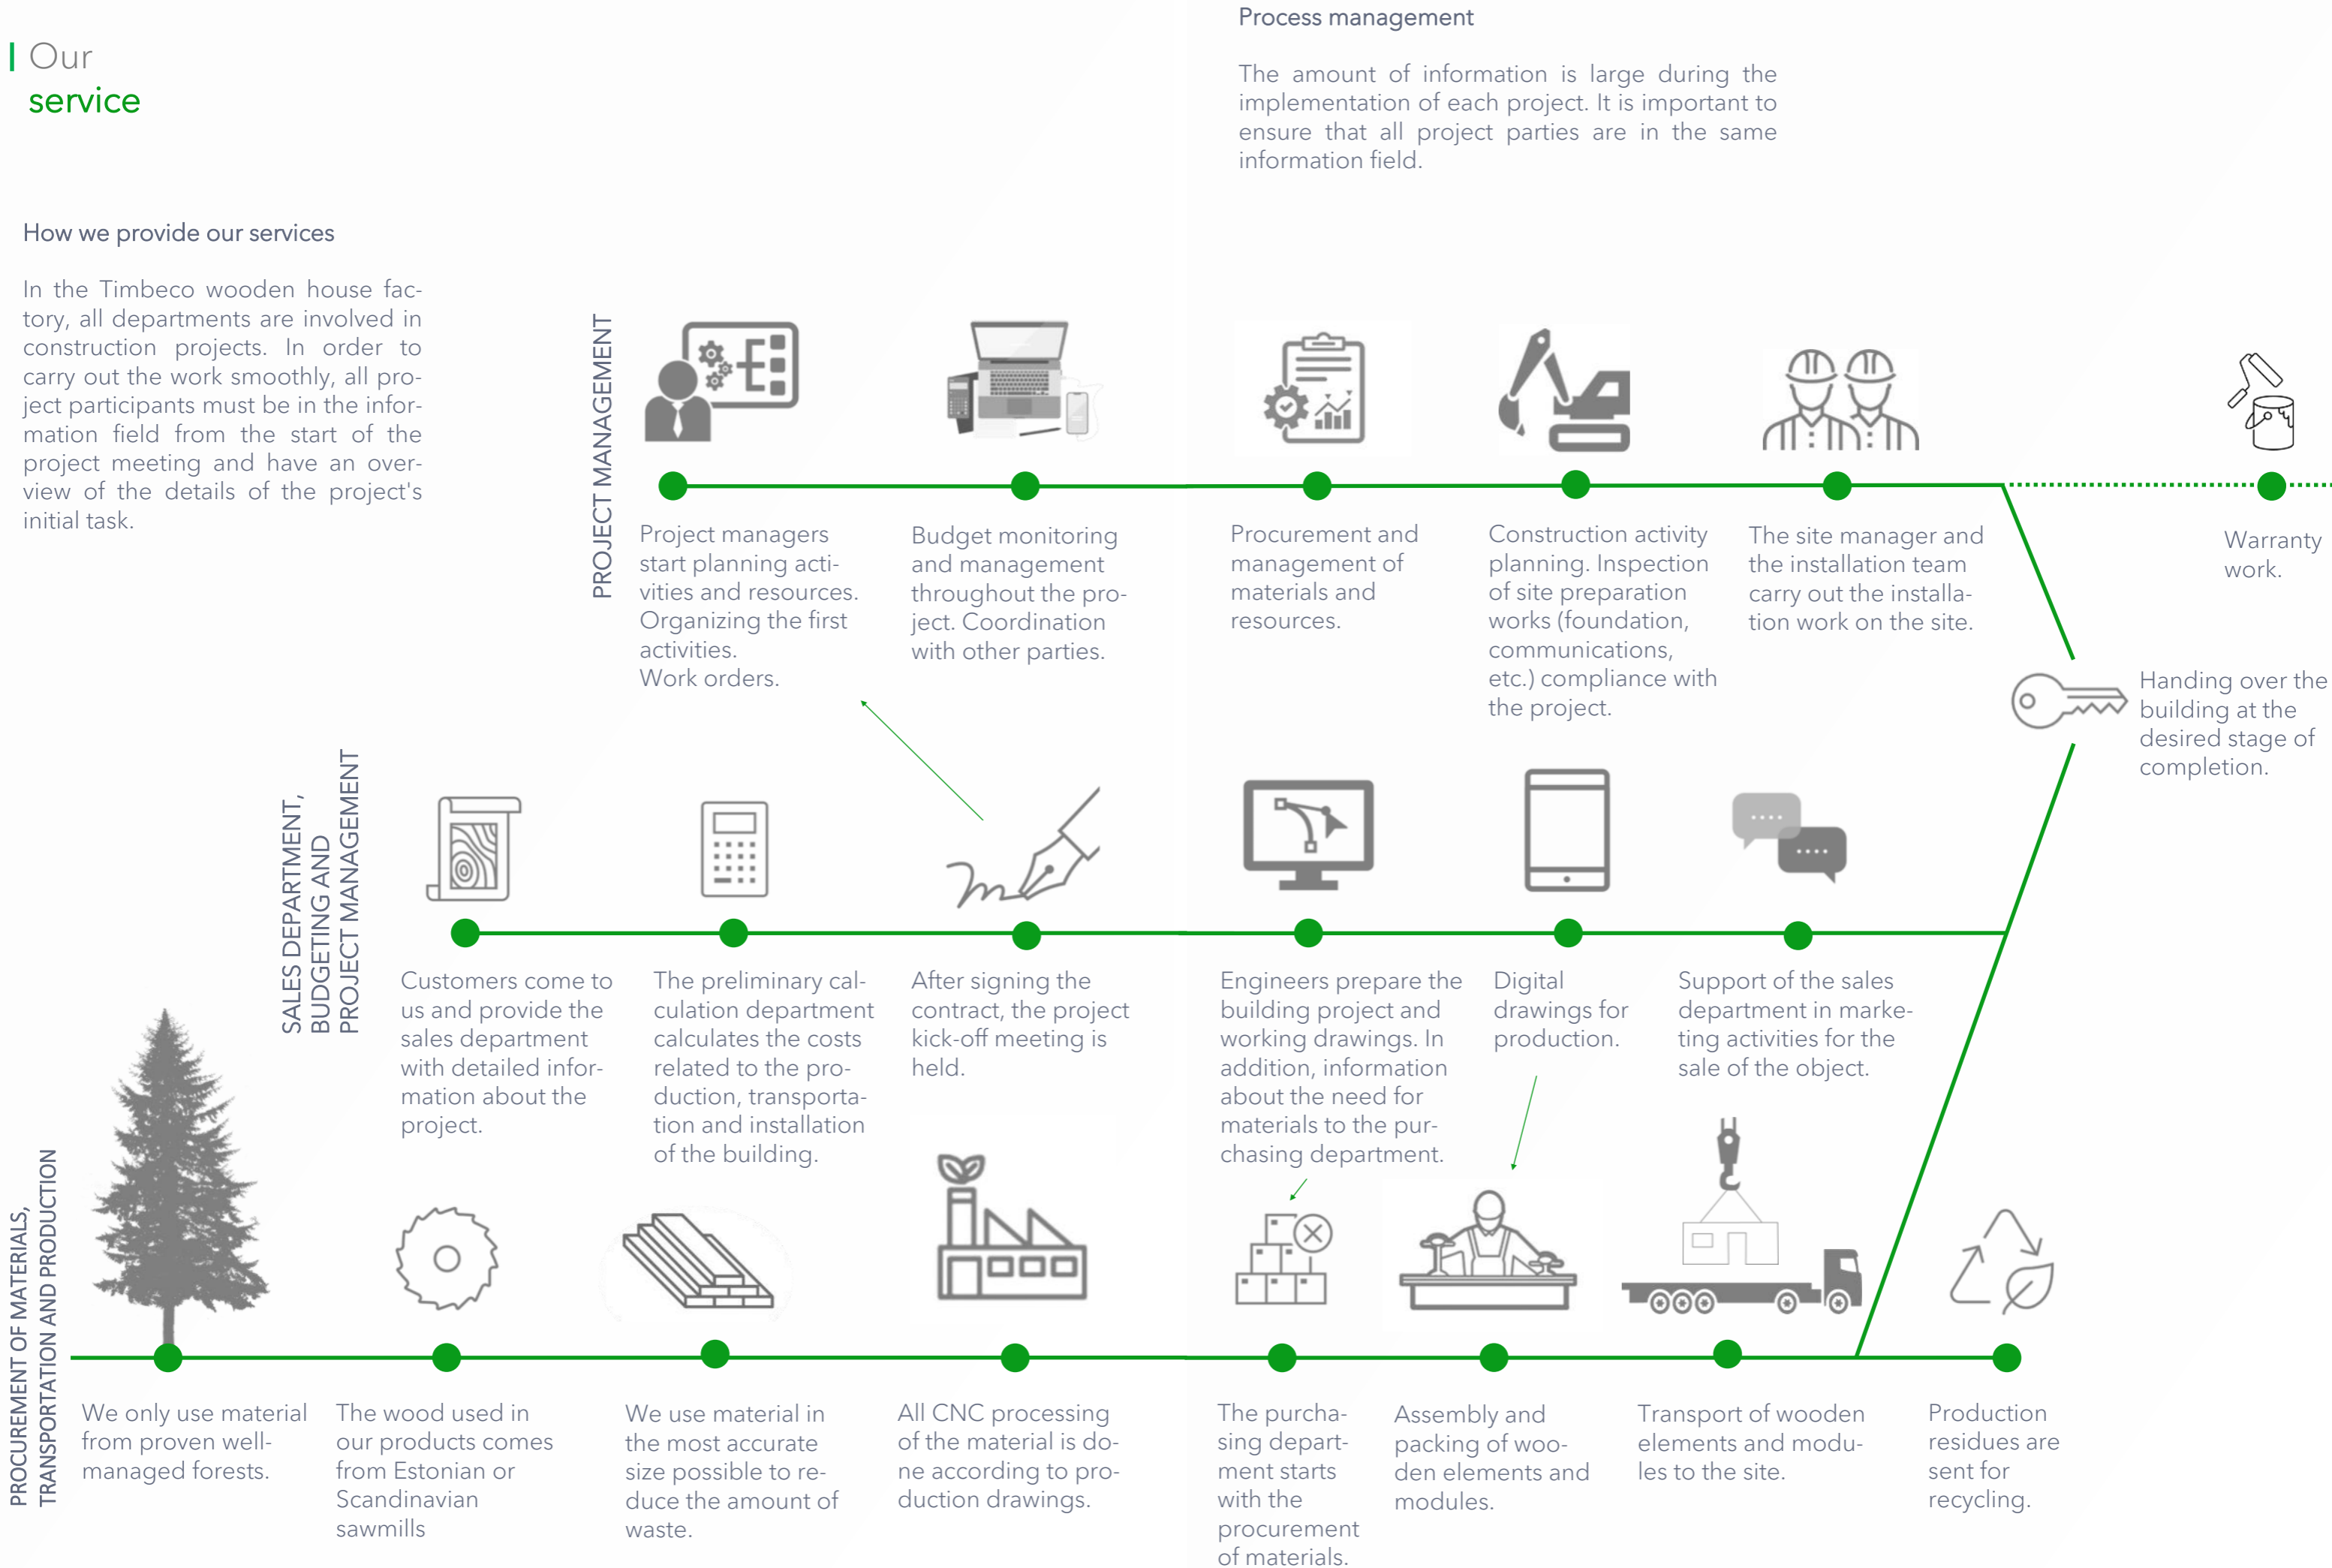 Our
service
How we provide our services
In the Timbeco wooden house fac-
tory, all departments are involved in
construction projects. In order to
carry out the work smoothly, all pro-
ject participants must be in the infor-
mation field from the start of the
project meeting and have an over-
view of the details of the project's
initial task.
Process management
The amount of information is large during the
implementation of each project. It is important to
ensure that all project parties are in the same
information field.
PROJECT MANAGEMENT
Project managers
start planning acti-
vities and resources.
Organizing the first
activities.
Work orders.
Budget monitoring
and management
throughout the pro-
ject. Coordination
with other parties.
Procurement and
management of
materials and
resources.
Construction activity
planning. Inspection
of site preparation
works (foundation,
communications,
etc.) compliance with
the project.
The site manager and
the installation team
carry out the installa-
tion work on the site.
Warranty
work.
Handing over the
building at the
desired stage of
completion.
SALES DEPARTMENT,
BUDGETING AND
PROJECT MANAGEMENT
Customers come to
us and provide the
sales department
with detailed infor-
mation about the
project.
The preliminary cal-
culation department
calculates the costs
related to the pro-
duction, transporta-
tion and installation
of the building.
After signing the
contract, the project
kick-off meeting is
held.
Engineers prepare the
building project and
working drawings. In
addition, information
about the need for
materials to the pur-
chasing department.
Digital
drawings for
production.
Support of the sales
department in marke-
ting activities for the
sale of the object.
PROCUREMENT OF MATERIALS,
TRANSPORTATION AND PRODUCTION
We only use material
from proven well-
managed forests.
The wood used in
our products comes
from Estonian or
Scandinavian
sawmills
We use material in
the most accurate
size possible to re-
duce the amount of
waste.
All CNC processing
of the material is do-
ne according to pro-
duction drawings.
The purcha-
sing depart-
ment starts
with the
procurement
of materials.
Assembly and
packing of woo-
den elements and
modules.
Transport of wooden
elements and modu-
les to the site.
Production
residues are
sent for
recycling.